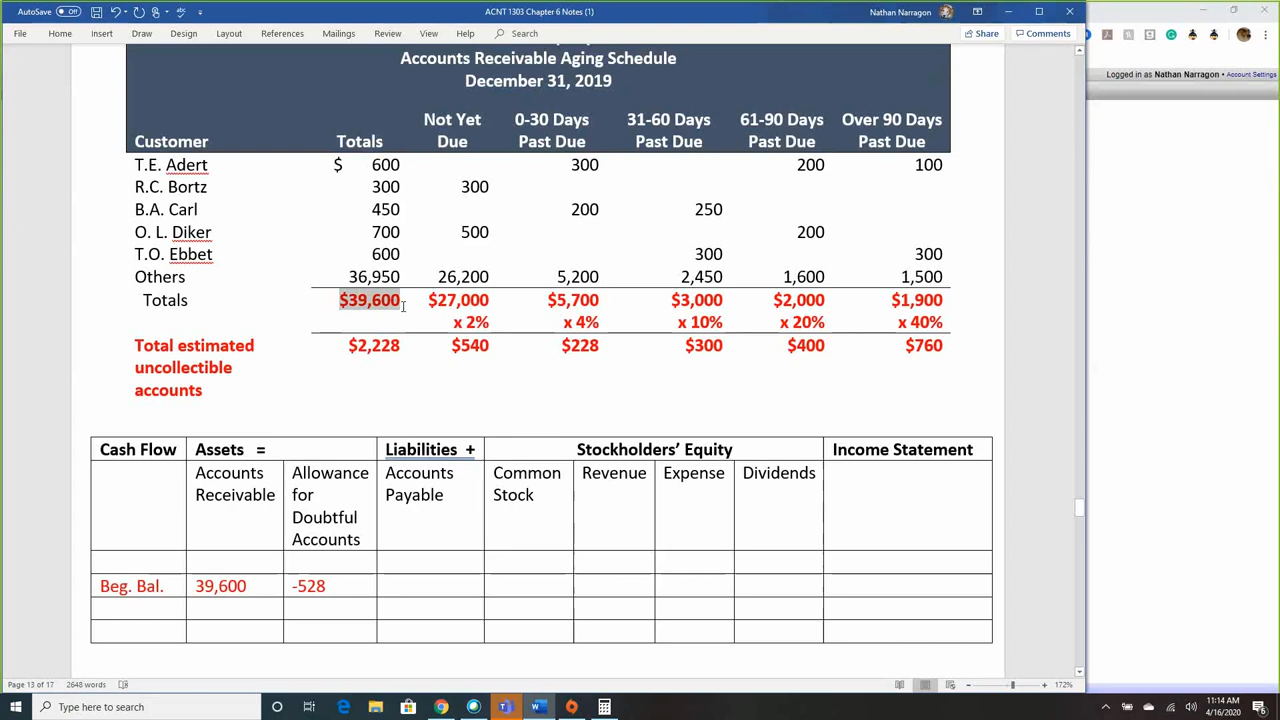 AutoSave Off ACNT 1303 Chapter 6 Notes (1) Nathan Narragon
File Home Insert Draw Design Layout References Mailings Review View Help Search Share Comments
Logged in as Nathan Narragon • Account Settings
Accounts Receivable Aging Schedule
December 31, 2019
Not Yet 0-30 Days 31-60 Days 61-90 Days Over 90 Days
Customer Totals Due Past Due Past Due Past Due Past Due
T.E. Adert $ 600 300 200 100
R.C. Bortz 300 300
B.A. Carl 450 200 250
O. L. Diker 700 500 200
T.O. Ebbet 600 300 300
Others 36,950 26,200 5,200 2,450 1,600 1,500
Totals $39,600 $27,000 $5,700 $3,000 $2,000 $1,900
x 2% x 4% x 10% x 20% x 40%
Total estimated $2,228 $540 $228 $300 $400 $760
uncollectible
accounts
Cash Flow Assets = Liabilities + Stockholders’ Equity Income Statement
Accounts Allowance Accounts Common Revenue Expense Dividends
Receivable for Payable Stock
Doubtful
Accounts
Beg. Bal. 39,600 -528
Page 13 of 17 2648 words 172%
Type here to search 11:14 AM
4/16/2020